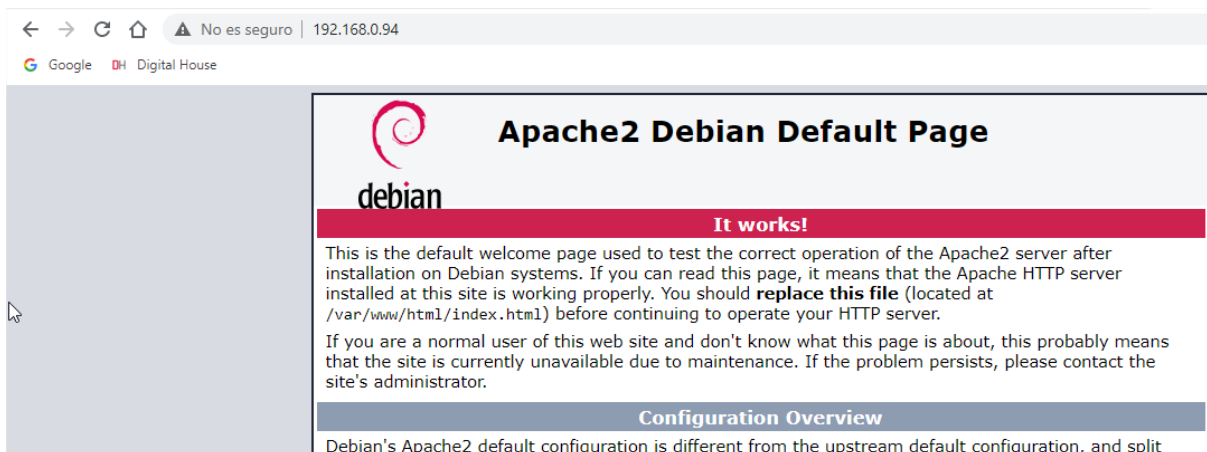 No es seguro | 192.168.0.94
Google DH Digital House
Apache2 Debian Default Page
debian
It works!
This is the default welcome page used to test the correct operation of the Apache2 server after
installation on Debian systems. If you can read this page, it means that the Apache HTTP server
installed at this site is working properly. You should replace this file (located at
/var/www/html/index.html) before continuing to operate your HTTP server.
If you are a normal user of this web site and don't know what this page is about, this probably means
that the site is currently unavailable due to maintenance. If the problem persists, please contact the
site's administrator.
Configuration Overview
Debian's Apache2 default configuration is different from the upstream default configuration, and split